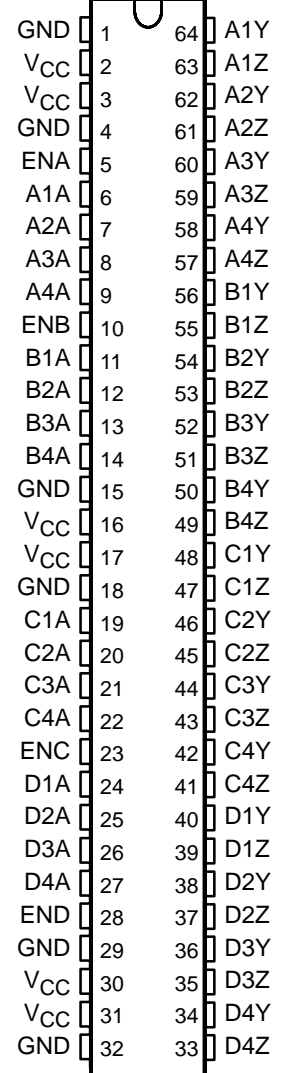 GND 1 64 A1Y
VCC 2 63 A1Z
VCC 3 62 A2Y
GND 4 61 A2Z
ENA 5 60 A3Y
A1A 6 59 A3Z
A2A 7 58 A4Y
A3A 8 57 A4Z
A4A 9 56 B1Y
ENB 10 55 B1Z
B1A 11 54 B2Y
B2A 12 53 B2Z
B3A 13 52 B3Y
B4A 14 51 B3Z
GND 15 50 B4Y
VCC 16 49 B4Z
VCC 17 48 C1Y
GND 18 47 C1Z
C1A 19 46 C2Y
C2A 20 45 C2Z
C3A 21 44 C3Y
C4A 22 43 C3Z
ENC 23 42 C4Y
D1A 24 41 C4Z
D2A 25 40 D1Y
D3A 26 39 D1Z
D4A 27 38 D2Y
END 28 37 D2Z
GND 29 36 D3Y
VCC 30 35 D3Z
VCC 31 34 D4Y
GND 32 33 D4Z